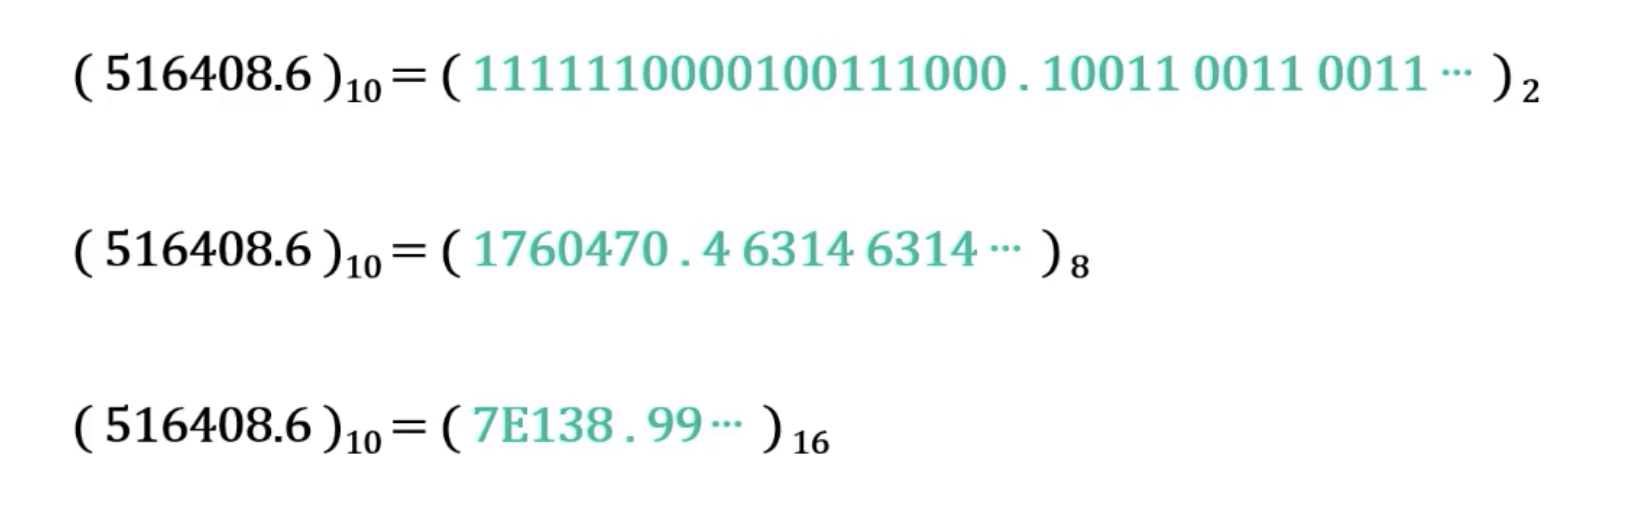 ( 516408.6 )10 = ( 1111110000100111000 . 10011 0011 0011 ⋯ ) 2
( 516408.6 )10 = ( 1760470 . 4 6314 6314 ⋯ ) 8
( 516408.6 )10 = ( 7E138 . 99 ⋯ ) 16